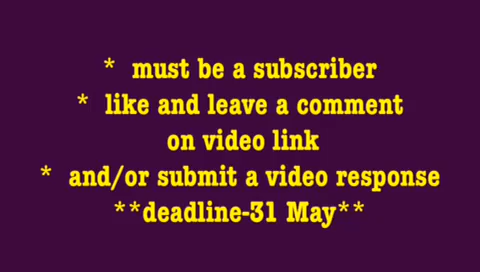 * must be a subscriber
* like and leave a comment
on video link
* and/or submit a video response
**deadline-31 May**